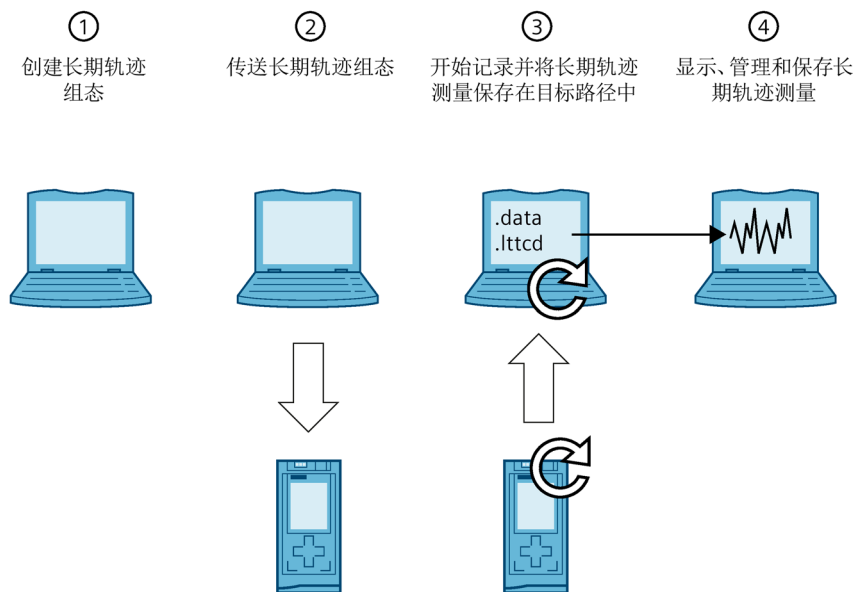 ①
创建长期轨迹
组态
②
传送长期轨迹组态
③
开始记录并将长期轨迹
测量保存在目标路径中
④
显示、管理和保存长
期轨迹测量
.data
.lttcd